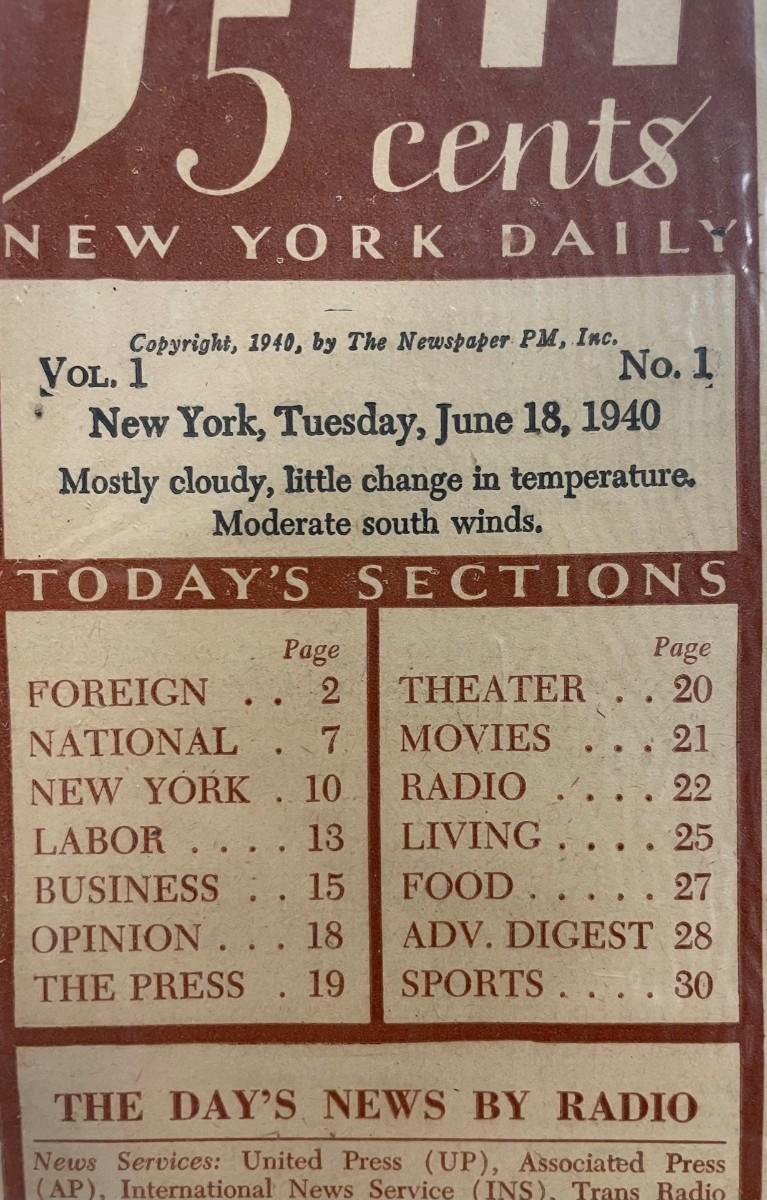 5 cents
NEW YORK DAILY
Copyright, 1940, by The Newspaper PM, Inc.
VOL. 1 No. 1
New York, Tuesday, June 18, 1940
Mostly cloudy, little change in temperature.
Moderate south winds.
TODAY'S SECTIONS
Page
FOREIGN . . 2
NATIONAL . 7
NEW YORK . 10
LABOR . . . . 13
BUSINESS . . 15
OPINION . . . 18
THE PRESS . 19
Page
THEATER . . 20
MOVIES . . . 21
RADIO . . . . 22
LIVING . . . . 25
FOOD . . . . . 27
ADV. DIGEST 28
SPORTS . . . . 30
THE DAY'S NEWS BY RADIO
News Services: United Press (UP), Associated Press
(AP), International News Service (INS), Trans Radio